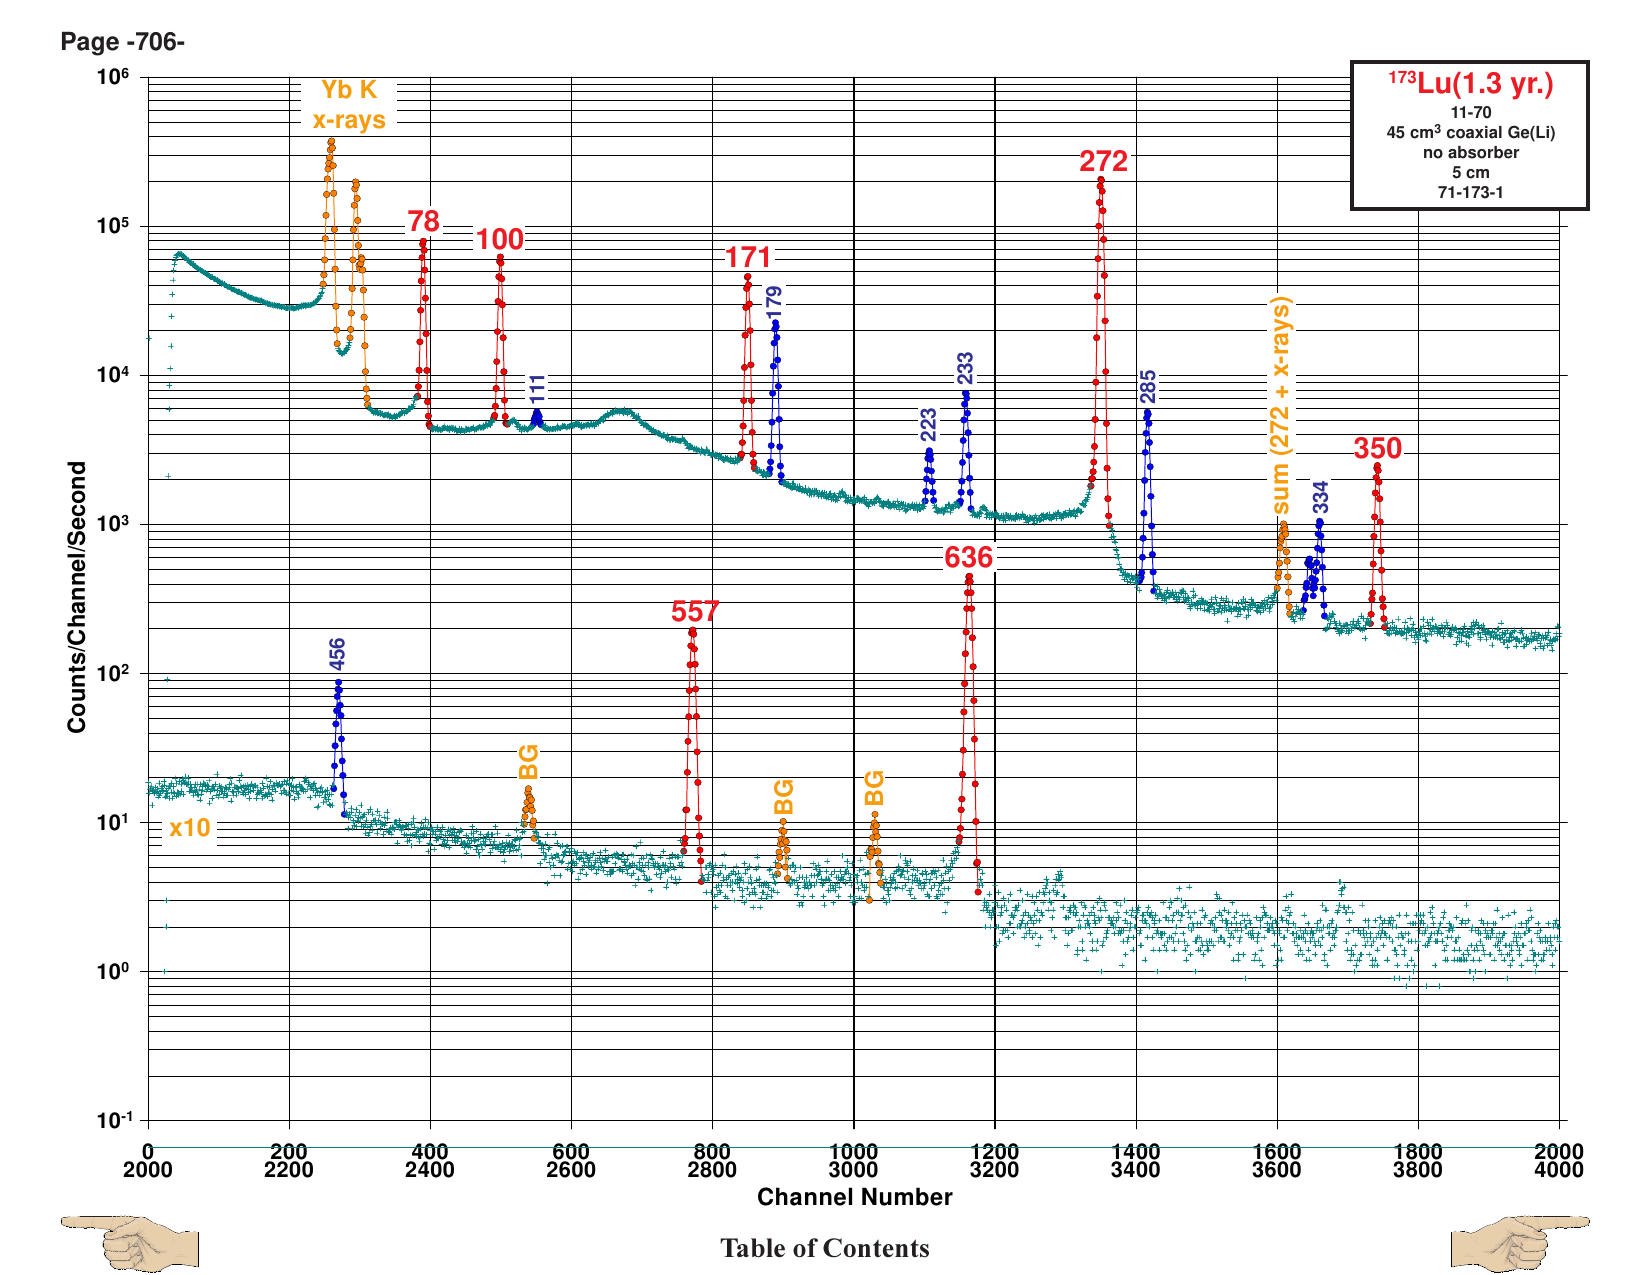 Page -706-
10⁶
10⁵
10⁴
10³
10²
10¹
10⁰
10⁻¹
Counts/Channel/Second
Yb K
x-rays
78
100
111
171
179
223
233
272
285
sum (272 + x-rays)
334
350
456
BG
557
BG
BG
636
x10
¹⁷³Lu(1.3 yr.)
11-70
45 cm³ coaxial Ge(Li)
no absorber
5 cm
71-173-1
0 200 400 600 800 1000 1200 1400 1600 1800 2000
2000 2200 2400 2600 2800 3000 3200 3400 3600 3800 4000
Channel Number
Table of Contents